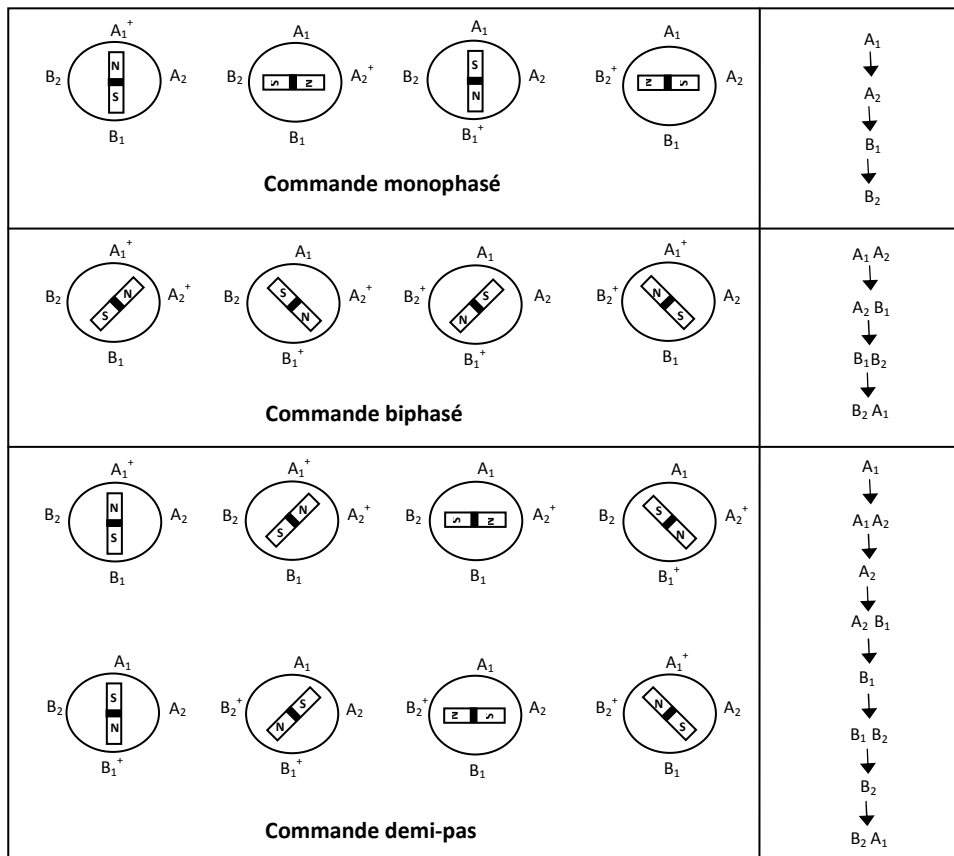 A₁⁺ A₁ A₁ A₁
N S
B₂ A₂ B₂ S N A₂⁺ B₂ A₂ B₂⁺ N S A₂
S N
B₁ B₁ B₁⁺ B₁
Commande monophasé
A₁
A₂
B₁
B₂
A₁⁺ A₁ A₁ A₁⁺
N S S N
B₂ A₂⁺ B₂ A₂⁺ B₂⁺ A₂ B₂⁺ A₂
S N N S
B₁ B₁⁺ B₁⁺ B₁
Commande biphasé
A₁ A₂
A₂ B₁
B₁B₂
B₂ A₁
A₁⁺ A₁⁺ A₁ A₁
N N S
B₂ A₂ B₂ A₂⁺ B₂ S N A₂⁺ B₂ A₂⁺
S S N
B₁ B₁ B₁ B₁⁺
A₁ A₁ A₁ A₁⁺
S S N
B₂ A₂ B₂⁺ A₂ B₂⁺ N S A₂ B₂⁺ A₂
N N S
B₁⁺ B₁⁺ B₁ B₁
Commande demi-pas
A₁
A₁ A₂
A₂
A₂ B₁
B₁
B₁ B₂
B₂
B₂ A₁